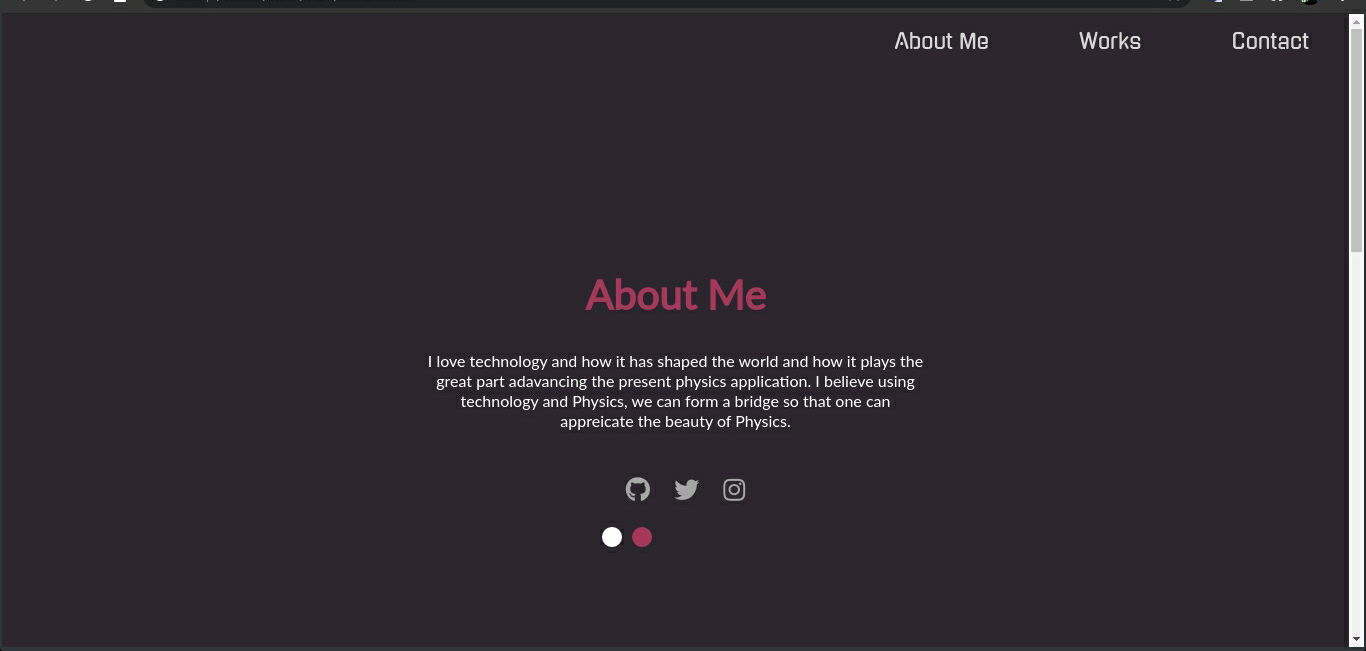 About Me
Works
Contact
About Me
I love technology and how it has shaped the world and how it plays the
great part adavancing the present physics application. I believe using
technology and Physics, we can form a bridge so that one can
appreicate the beauty of Physics.